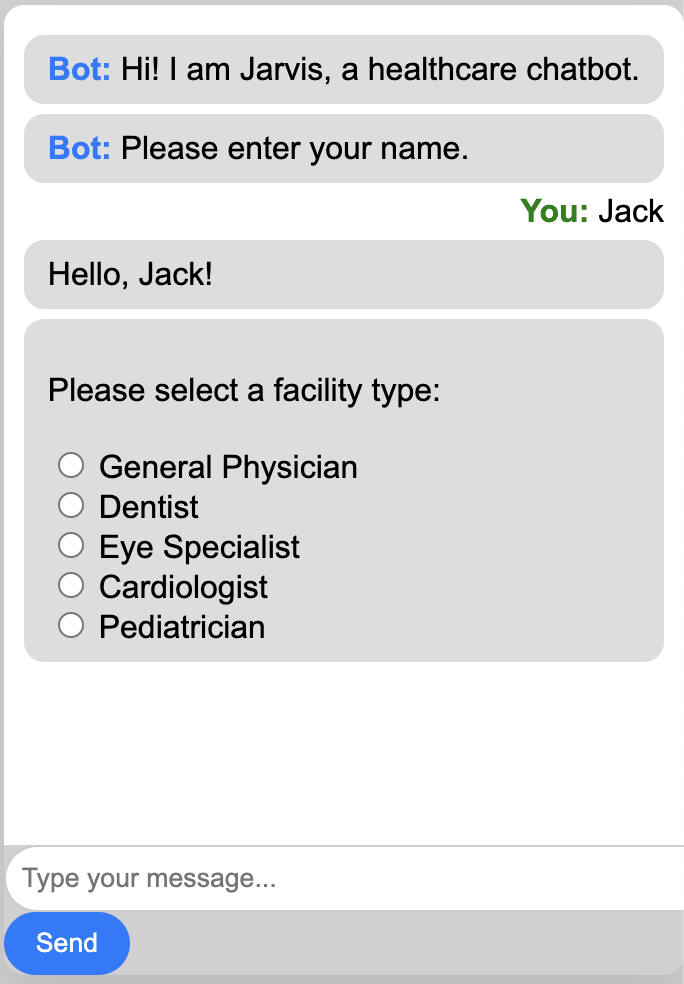 Bot: Hi! I am Jarvis, a healthcare chatbot.
Bot: Please enter your name.
You: Jack
Hello, Jack!
Please select a facility type:
General Physician
Dentist
Eye Specialist
Cardiologist
Pediatrician
Type your message...
Send